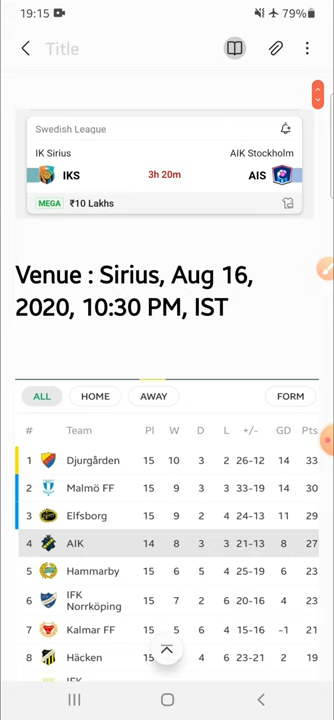 19:15 79%
Title
Swedish League
IK Sirius AIK Stockholm
IKS 3h 20m AIS
MEGA ₹10 Lakhs
Venue : Sirius, Aug 16,
2020, 10:30 PM, IST
ALL HOME AWAY FORM
# Team Pl W D L +/- GD Pts
1 Djurgården 15 10 3 2 26-12 14 33
2 Malmö FF 15 9 3 3 33-19 14 30
3 Elfsborg 15 9 2 4 24-13 11 29
4 AIK 14 8 3 3 21-13 8 27
5 Hammarby 15 6 5 4 25-19 6 23
6 IFK
Norrköping 15 7 2 6 20-16 4 23
7 Kalmar FF 15 5 6 4 15-16 -1 21
8 Häcken 15 4 6 23-21 2 19
IFK